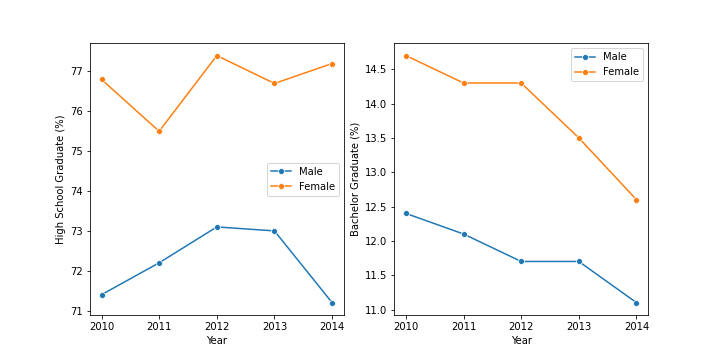 High School Graduate (%)
77
76
75
74
73
72
71
2010 2011 2012 2013 2014
Year
Male
Female
Bachelor Graduate (%)
14.5
14.0
13.5
13.0
12.5
12.0
11.5
11.0
2010 2011 2012 2013 2014
Year
Male
Female